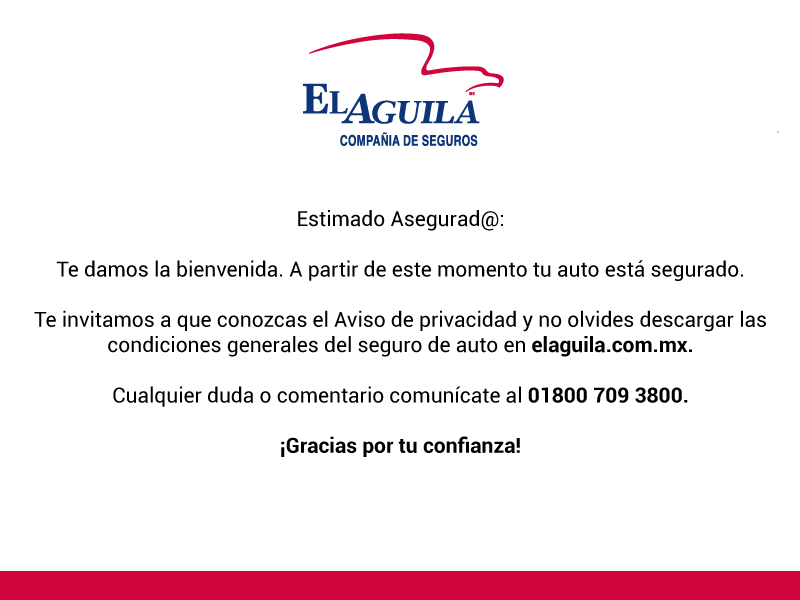 EL AGUILA
COMPAÑIA DE SEGUROS
Estimado Asegurad@:
Te damos la bienvenida. A partir de este momento tu auto está segurado.
Te invitamos a que conozcas el Aviso de privacidad y no olvides descargar las
condiciones generales del seguro de auto en elaguila.com.mx.
Cualquier duda o comentario comunícate al 01800 709 3800.
¡Gracias por tu confianza!